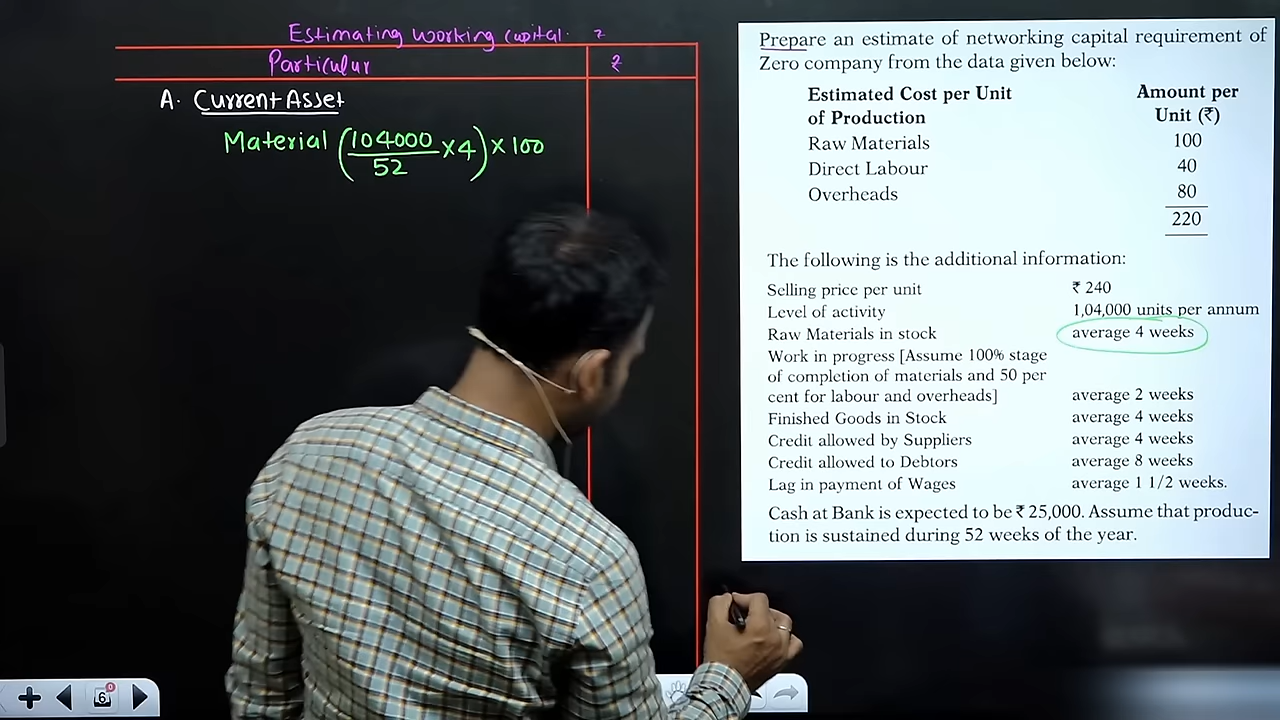 Estimating working capital. ?
Particular ₹
A. Current Asset
Material (104000/52 × 4) × 100
Prepare an estimate of networking capital requirement of
Zero company from the data given below:
Estimated Cost per Unit Amount per
of Production Unit (₹)
Raw Materials 100
Direct Labour 40
Overheads 80
220
The following is the additional information:
Selling price per unit ₹ 240
Level of activity 1,04,000 units per annum
Raw Materials in stock average 4 weeks
Work in progress [Assume 100% stage
of completion of materials and 50 per
cent for labour and overheads] average 2 weeks
Finished Goods in Stock average 4 weeks
Credit allowed by Suppliers average 4 weeks
Credit allowed to Debtors average 8 weeks
Lag in payment of Wages average 1 1/2 weeks.
Cash at Bank is expected to be ₹ 25,000. Assume that produc-
tion is sustained during 52 weeks of the year.
6
0